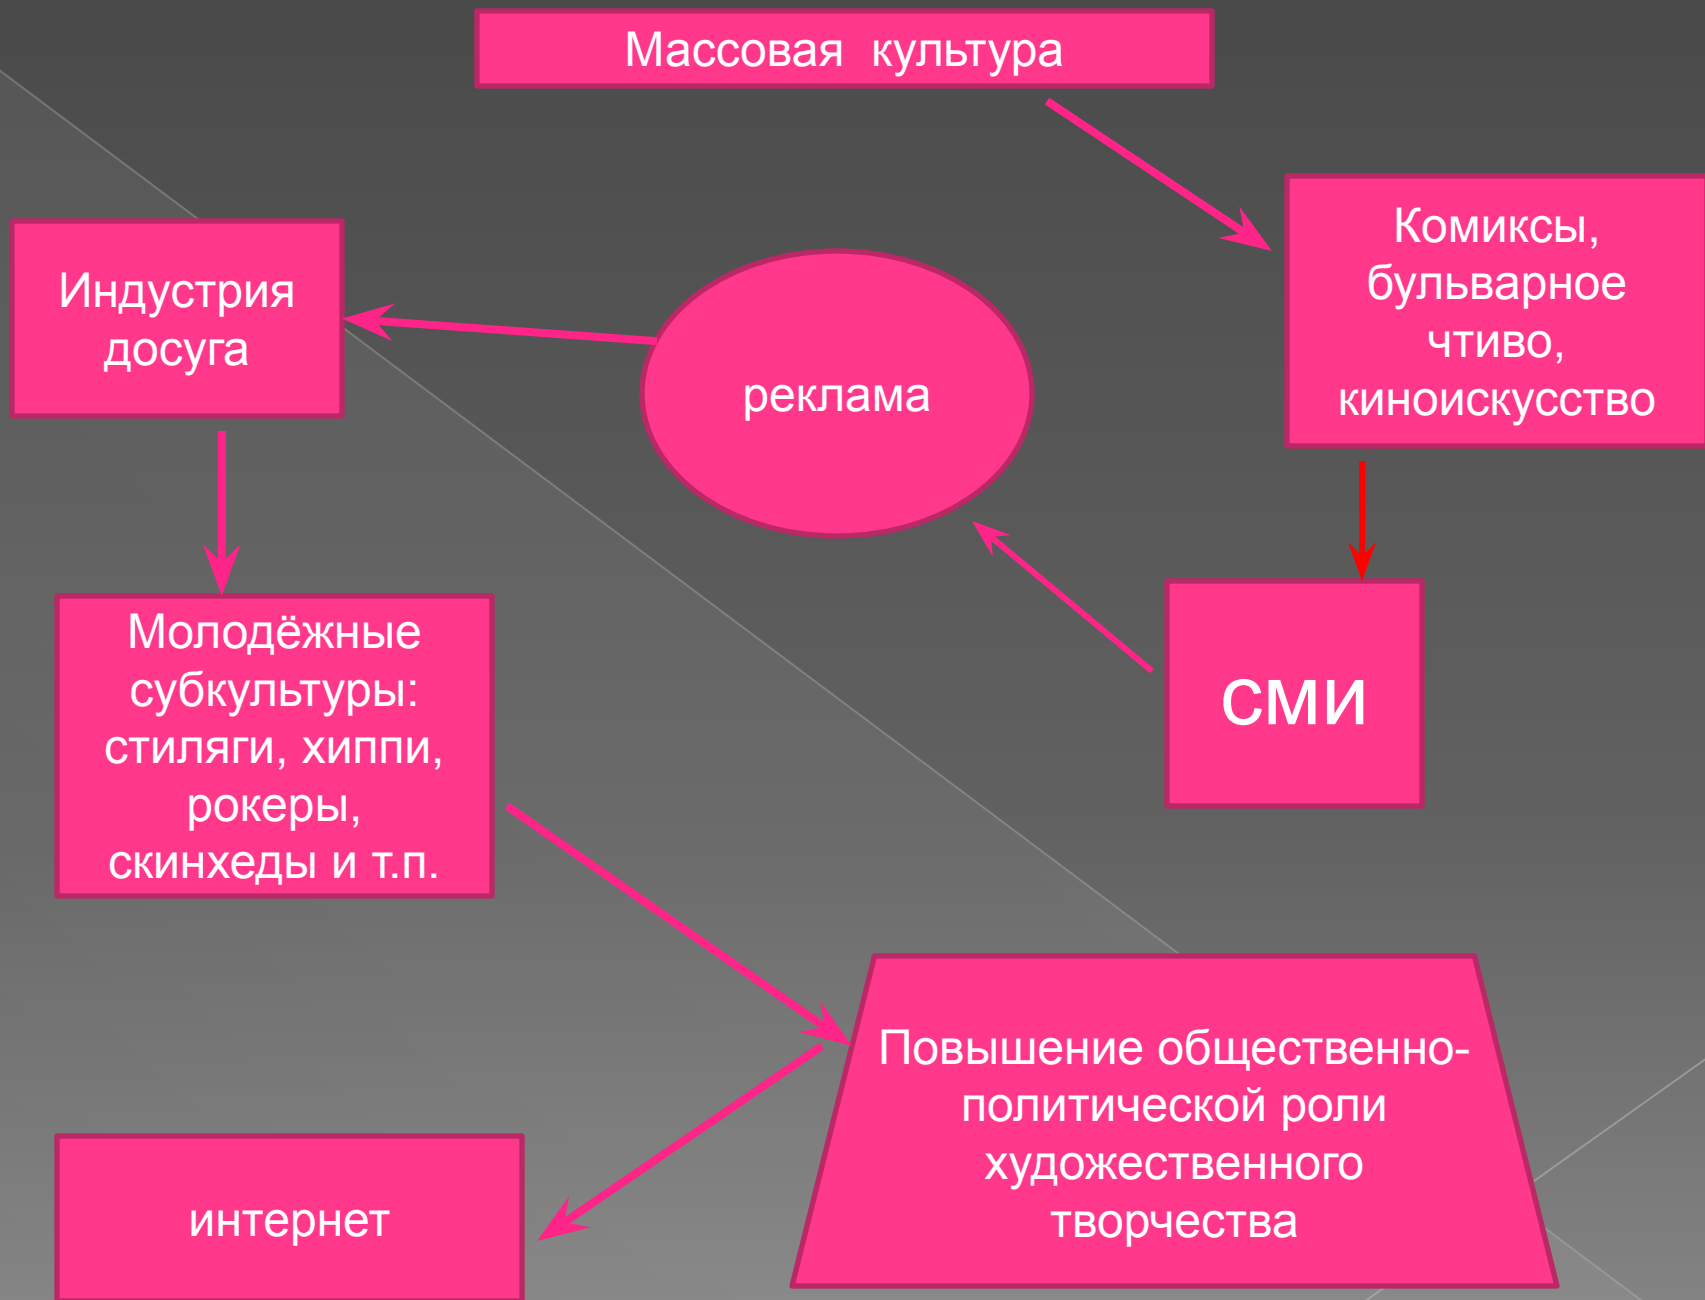 Массовая культура
Комиксы,
бульварное
чтиво,
киноискусство
Индустрия
досуга
реклама
Молодёжные
субкультуры:
стиляги, хиппи,
рокеры,
скинхеды и т.п.
сми
Повышение общественно-
политической роли
художественного
творчества
интернет